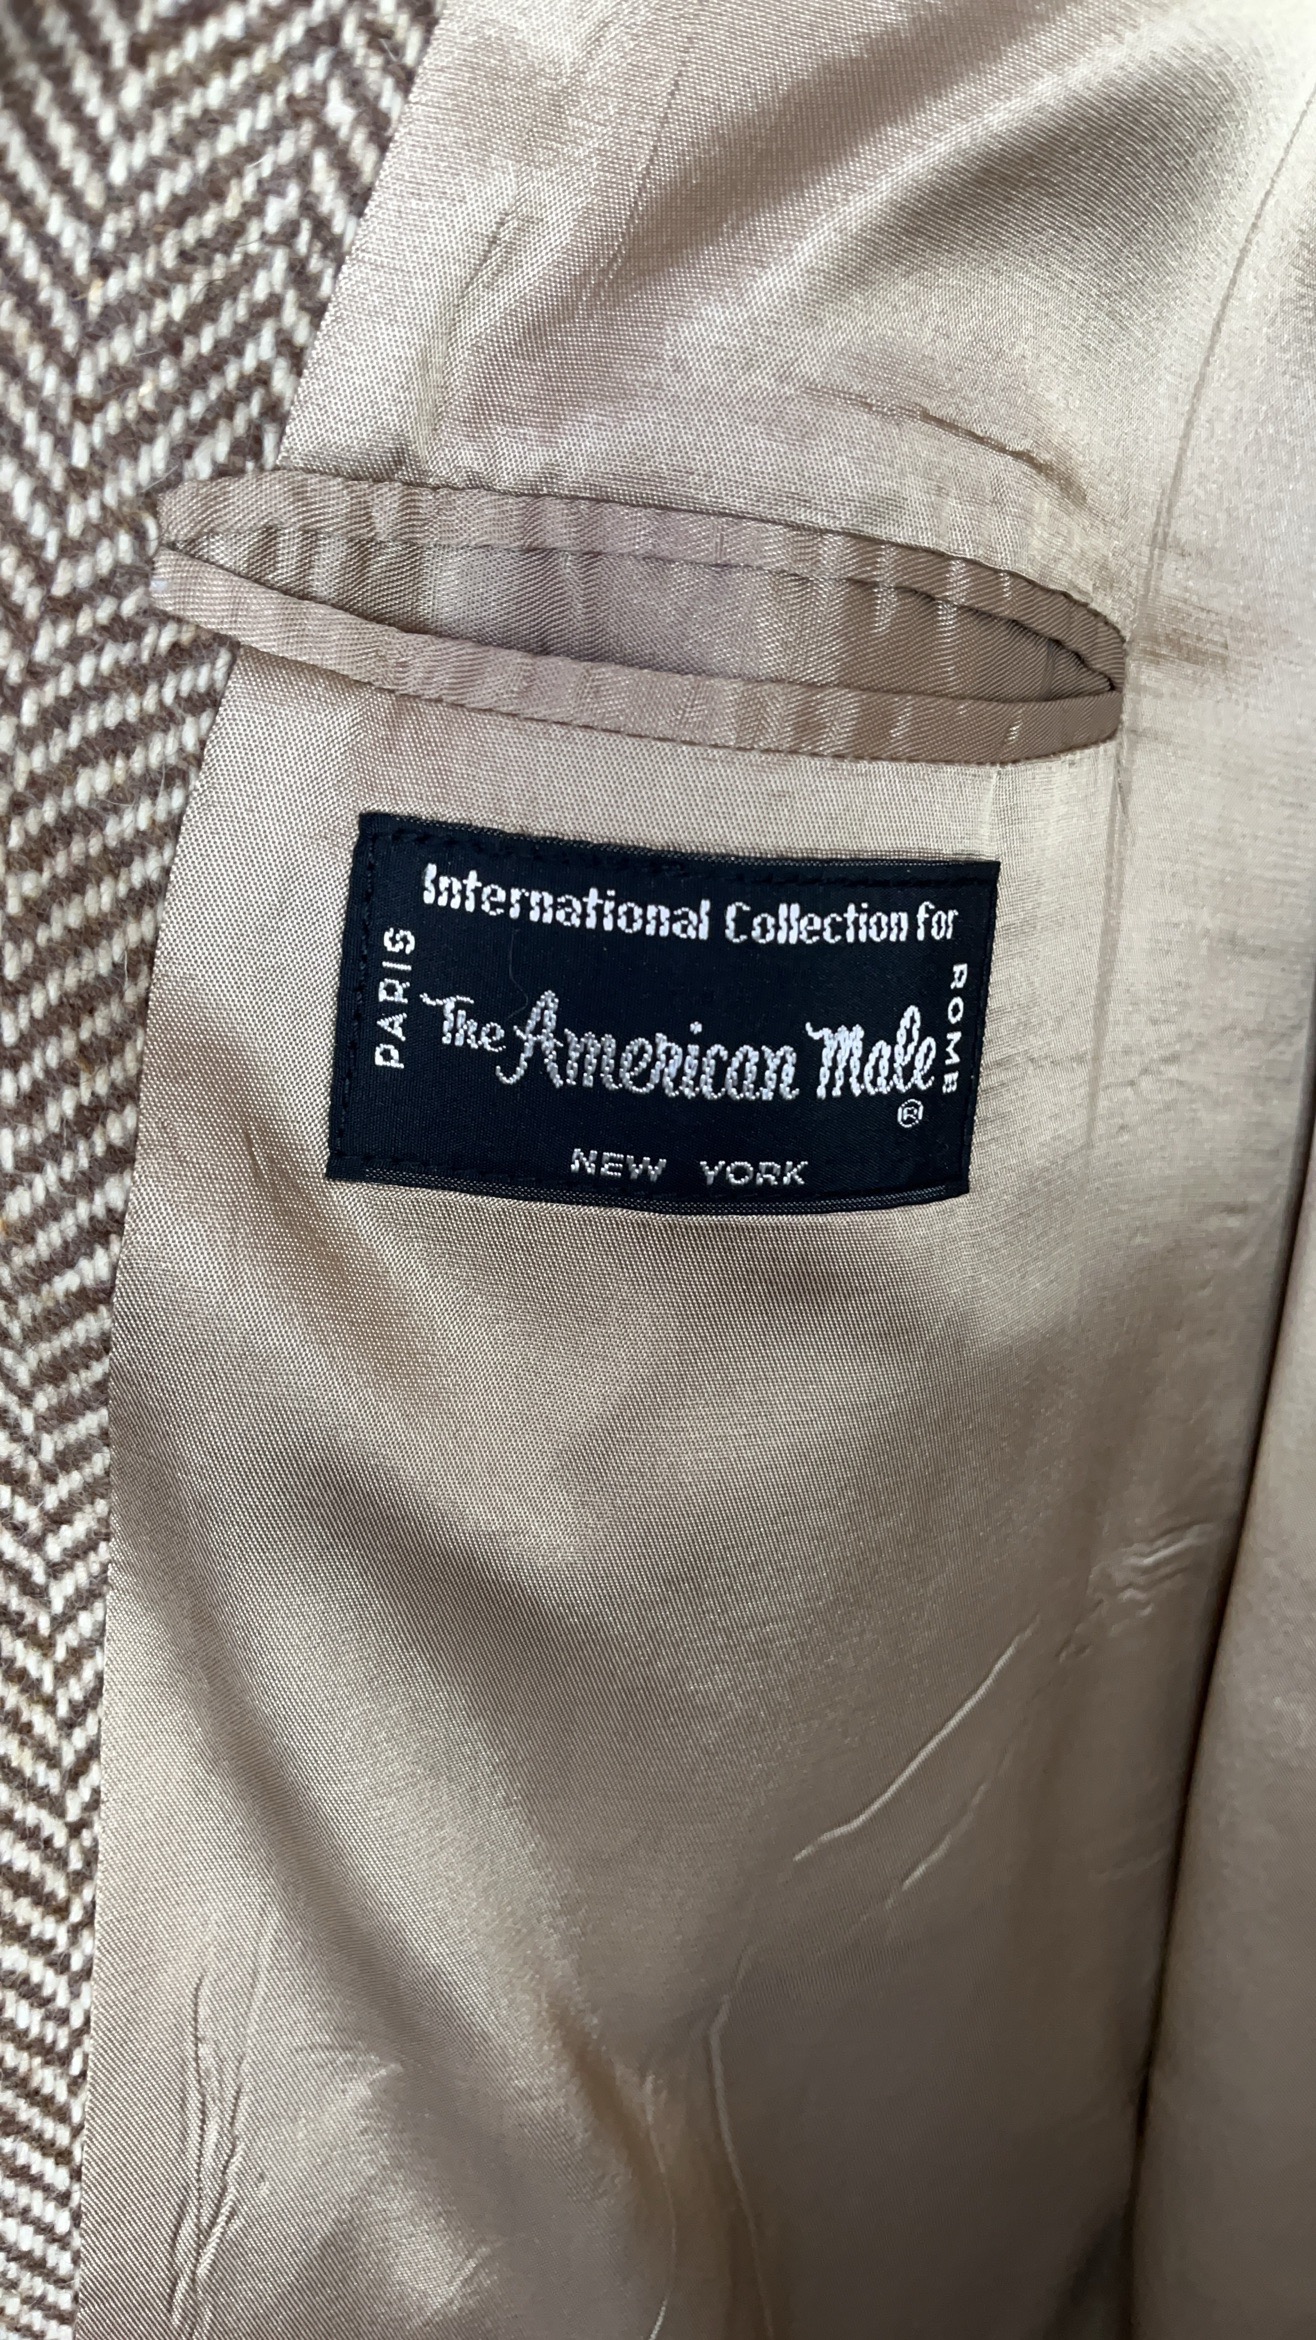 International Collection for
PARIS
The American Male
®
ROME
NEW YORK